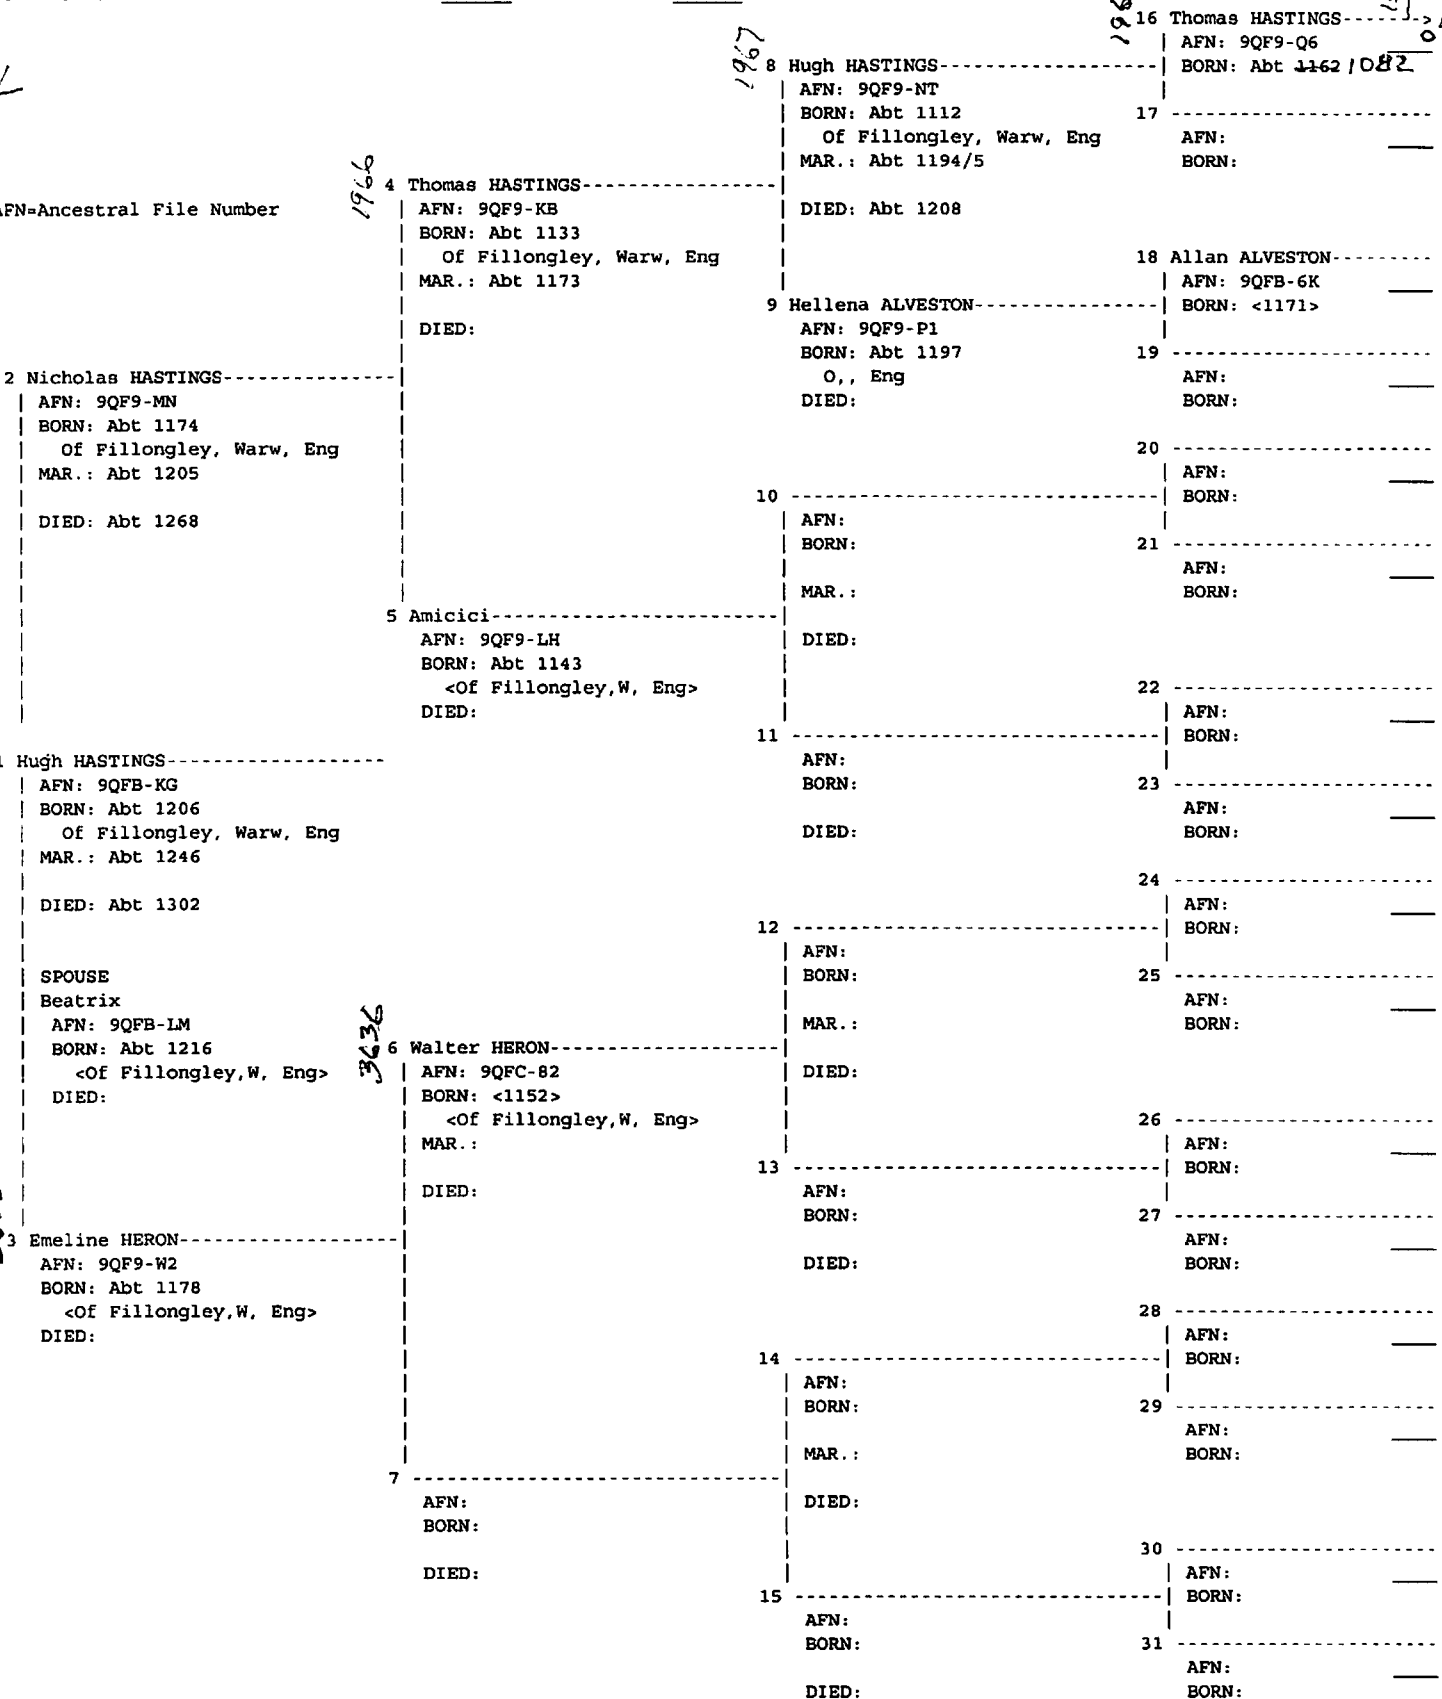 AFN=Ancestral File Number
1966
1967
3636
1 Hugh HASTINGS
AFN: 9QFB-KG
BORN: Abt 1206
Of Fillongley, Warw, Eng
MAR.: Abt 1246
DIED: Abt 1302
SPOUSE
Beatrix
AFN: 9QFB-LM
BORN: Abt 1216
<Of Fillongley,W, Eng>
DIED:
2 Nicholas HASTINGS
AFN: 9QF9-MN
BORN: Abt 1174
Of Fillongley, Warw, Eng
MAR.: Abt 1205
DIED: Abt 1268
3 Emeline HERON
AFN: 9QF9-W2
BORN: Abt 1178
<Of Fillongley,W, Eng>
DIED:
4 Thomas HASTINGS
AFN: 9QF9-KB
BORN: Abt 1133
Of Fillongley, Warw, Eng
MAR.: Abt 1173
DIED:
5 Amicici
AFN: 9QF9-LH
BORN: Abt 1143
<Of Fillongley,W, Eng>
DIED:
6 Walter HERON
AFN: 9QFC-82
BORN: <1152>
<Of Fillongley,W, Eng>
MAR.:
DIED:
7
AFN:
BORN:
DIED:
8 Hugh HASTINGS
AFN: 9QF9-NT
BORN: Abt 1112
Of Fillongley, Warw, Eng
MAR.: Abt 1194/5
DIED: Abt 1208
9 Hellena ALVESTON
AFN: 9QF9-P1
BORN: Abt 1197
O,, Eng
DIED:
10
AFN:
BORN:
MAR.:
DIED:
11
AFN:
BORN:
DIED:
12
AFN:
BORN:
MAR.:
DIED:
13
AFN:
BORN:
DIED:
14
AFN:
BORN:
MAR.:
DIED:
15
AFN:
BORN:
DIED:
16 Thomas HASTINGS
AFN: 9QF9-Q6
BORN: Abt 1162 1082
17
AFN:
BORN:
18 Allan ALVESTON
AFN: 9QFB-6K
BORN: <1171>
19
AFN:
BORN:
20
AFN:
BORN:
21
AFN:
BORN:
22
AFN:
BORN:
23
AFN:
BORN:
24
AFN:
BORN:
25
AFN:
BORN:
26
AFN:
BORN:
27
AFN:
BORN:
28
AFN:
BORN:
29
AFN:
BORN:
30
AFN:
BORN:
31
AFN:
BORN: